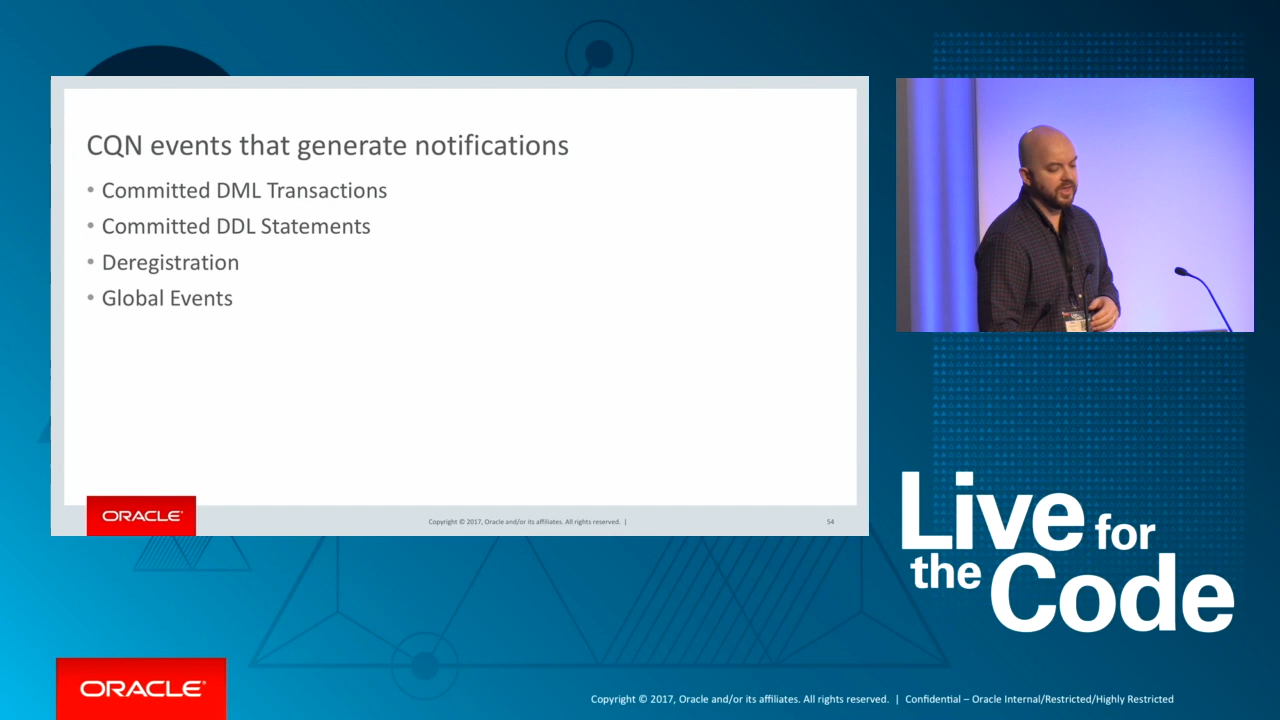 CQN events that generate notifications
• Committed DML Transactions
• Committed DDL Statements
• Deregistration
• Global Events
ORACLE®
Copyright © 2017, Oracle and/or its affiliates. All rights reserved. |
54
Live for
the Code
ORACLE®
Copyright © 2017, Oracle and/or its affiliates. All rights reserved. | Confidential – Oracle Internal/Restricted/Highly Restricted